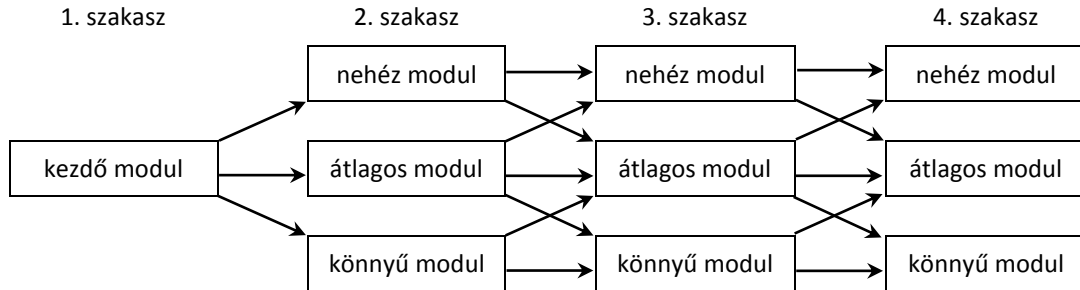 1. szakasz 2. szakasz 3. szakasz 4. szakasz
nehéz modul nehéz modul nehéz modul
kezdő modul átlagos modul átlagos modul átlagos modul
könnyű modul könnyű modul könnyű modul